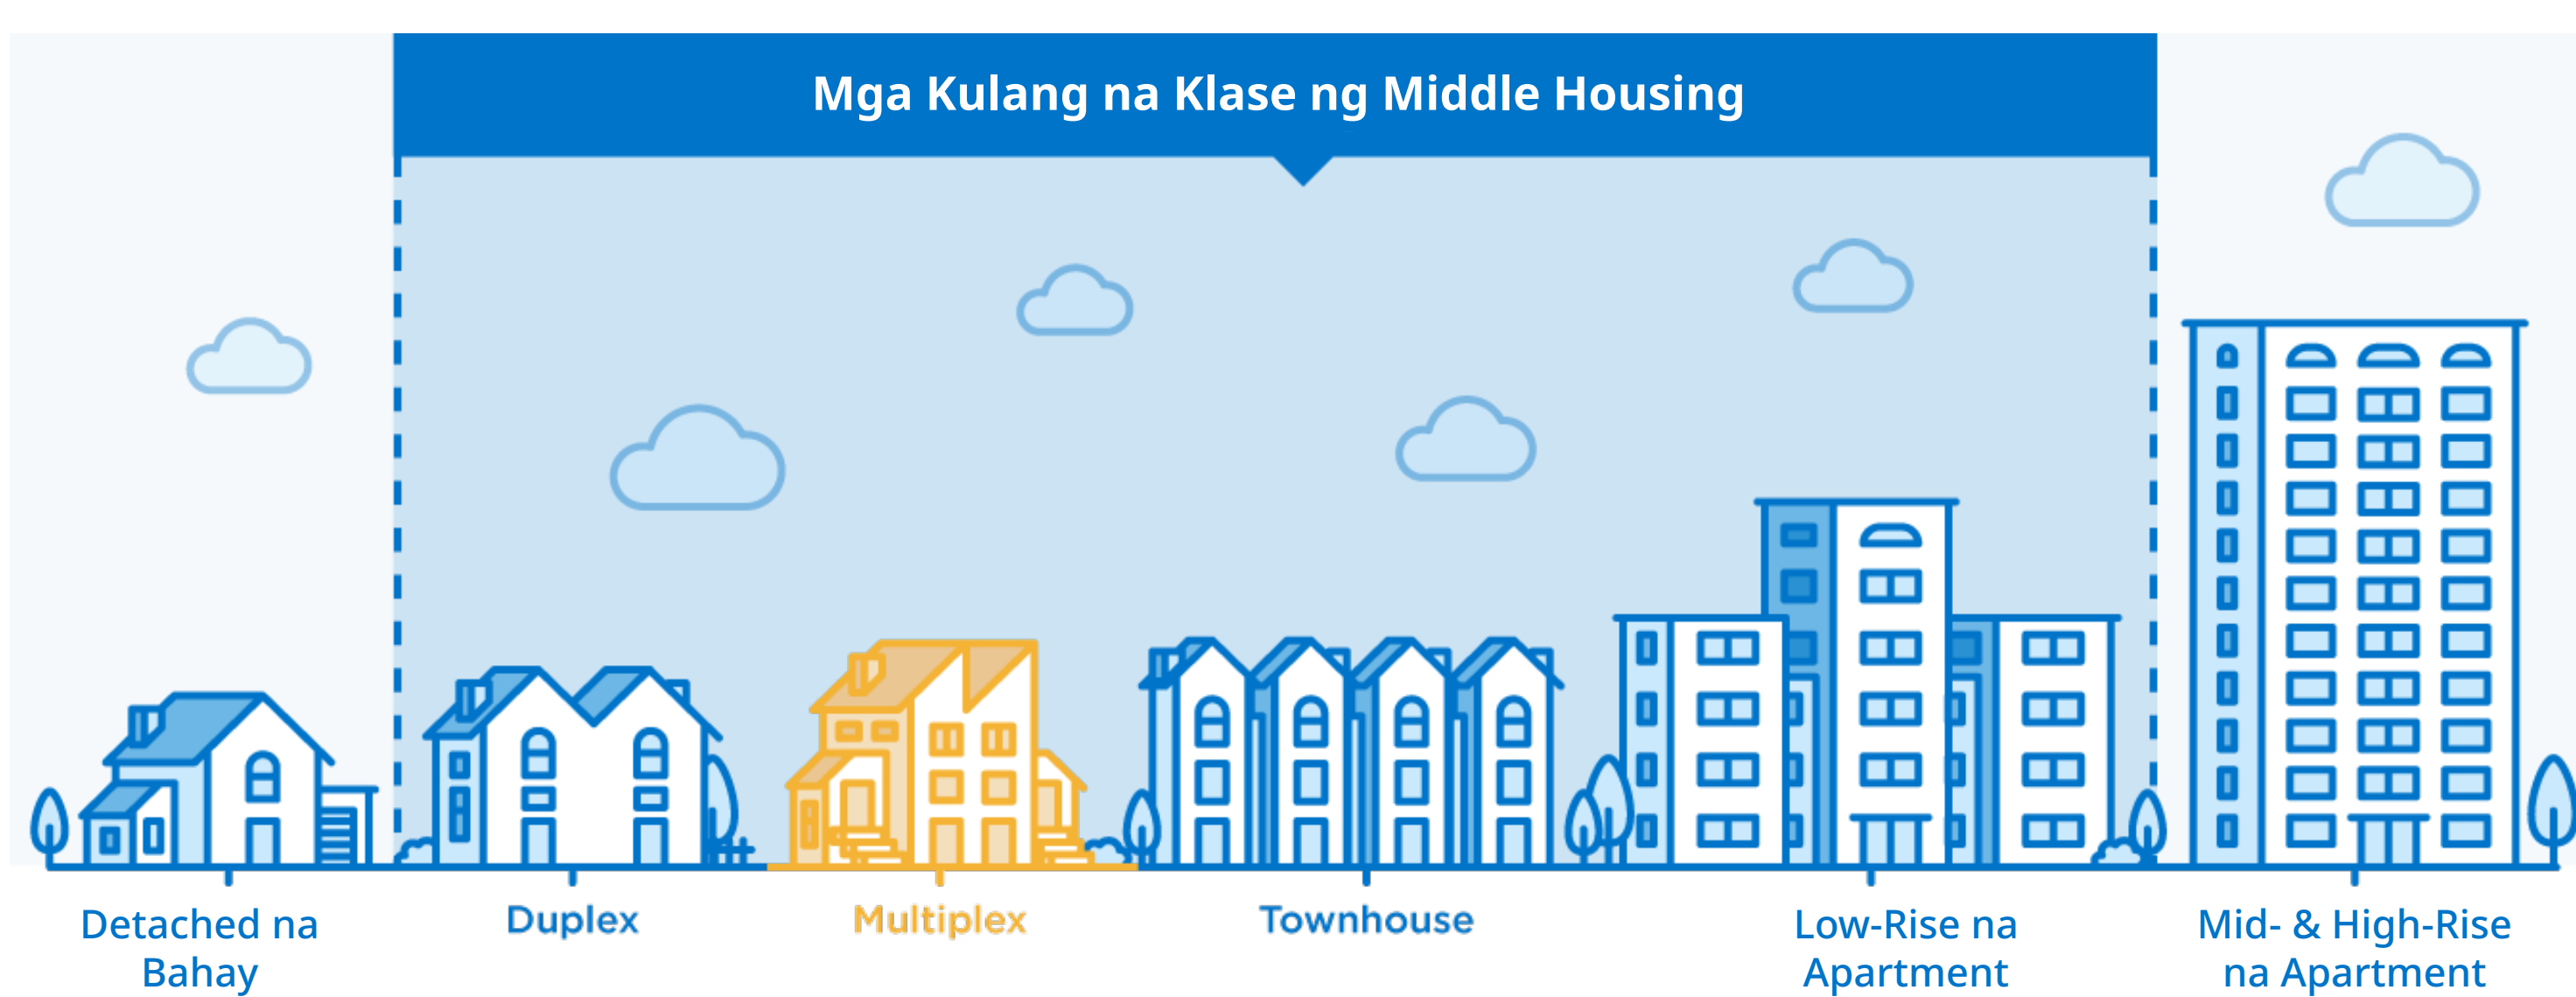 Mga Kulang na Klase ng Middle Housing
Detached na
Bahay
Duplex
Multiplex
Townhouse
Low-Rise na
Apartment
Mid- & High-Rise
na Apartment